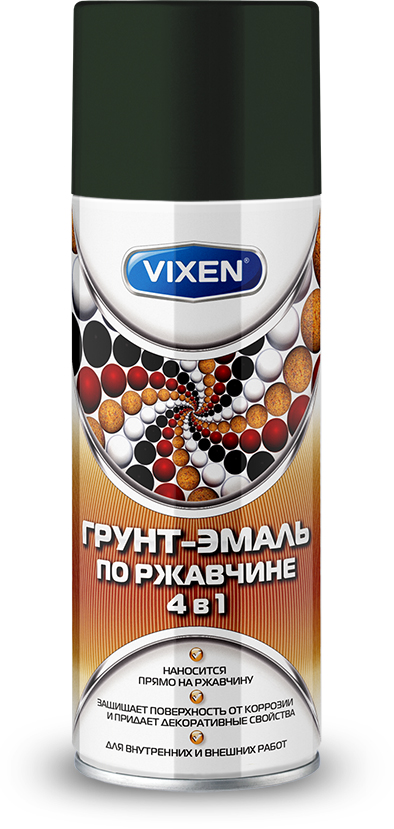 VIXEN®
ГРУНТ-ЭМАЛЬ
ПО РЖАВЧИНЕ
4 в 1
НАНОСИТСЯ
ПРЯМО НА РЖАВЧИНУ
ЗАЩИЩАЕТ ПОВЕРХНОСТЬ ОТ КОРРОЗИИ
И ПРИДАЕТ ДЕКОРАТИВНЫЕ СВОЙСТВА
ДЛЯ ВНУТРЕННИХ И ВНЕШНИХ РАБОТ